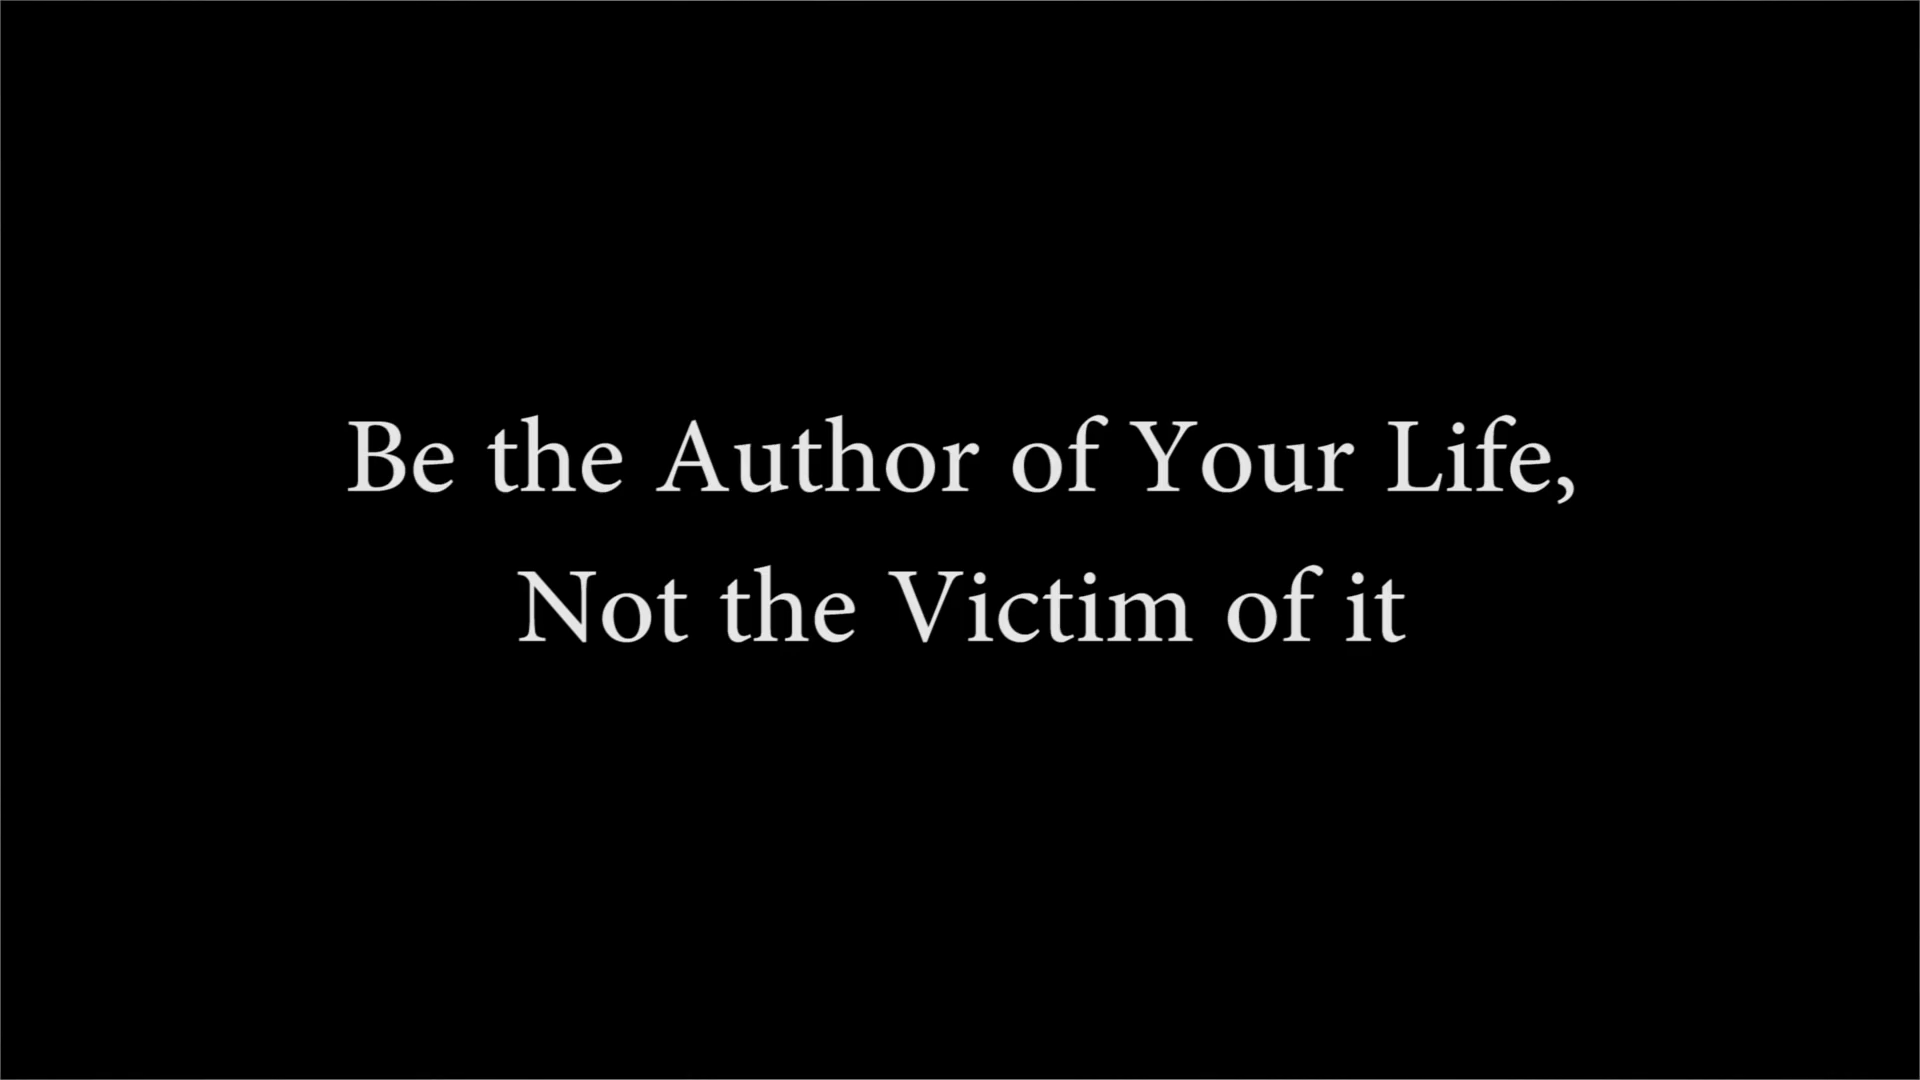 Be the Author of Your Life,
Not the Victim of it